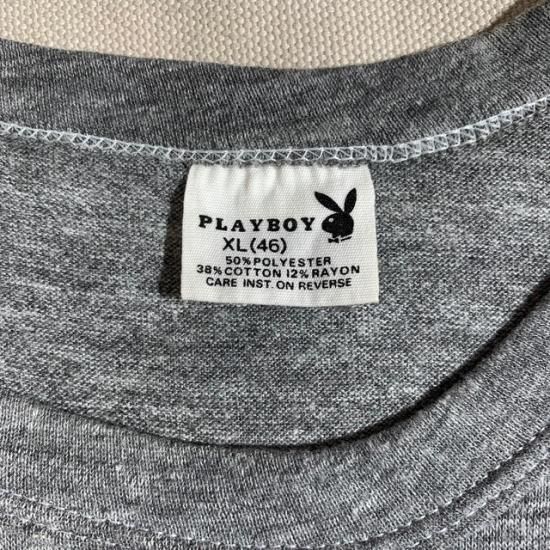 PLAYBOY
XL(46)
50% POLYESTER
38% COTTON 12% RAYON
CARE INST. ON REVERSE